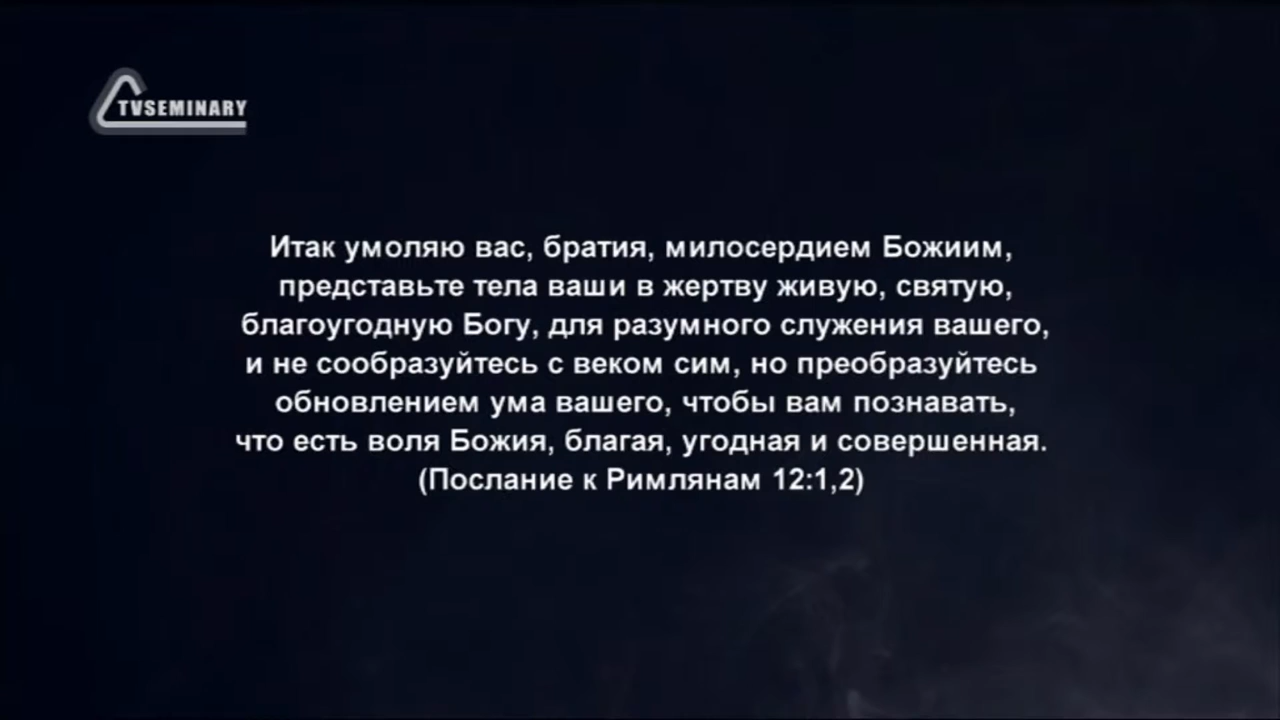 TVSEMINARY
Итак умоляю вас, братия, милосердием Божиим,
представьте тела ваши в жертву живую, святую,
благоугодную Богу, для разумного служения вашего,
и не сообразуйтесь с веком сим, но преобразуйтесь
обновлением ума вашего, чтобы вам познавать,
что есть воля Божия, благая, угодная и совершенная.
(Послание к Римлянам 12:1,2)